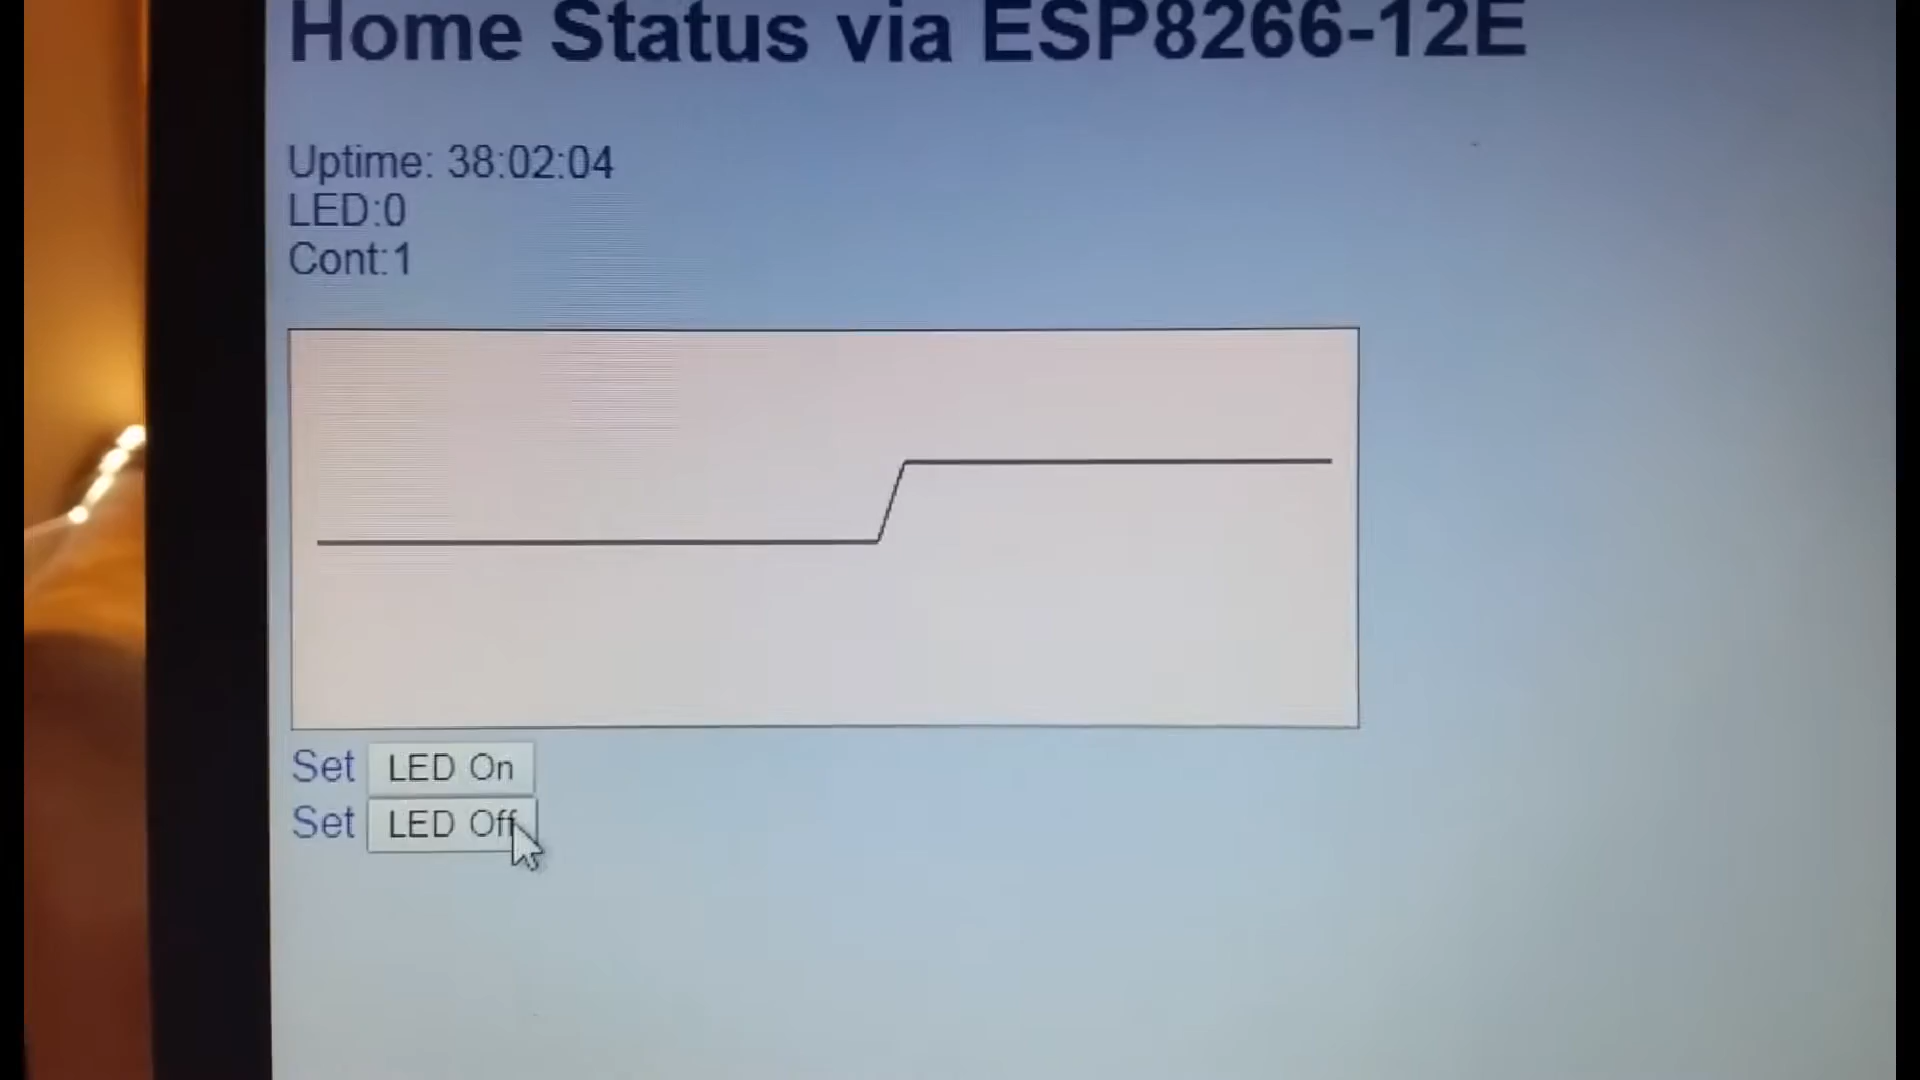 Home Status via ESP8266-12E
Uptime: 38:02:04
LED:0
Cont:1
Set LED On
Set LED Off